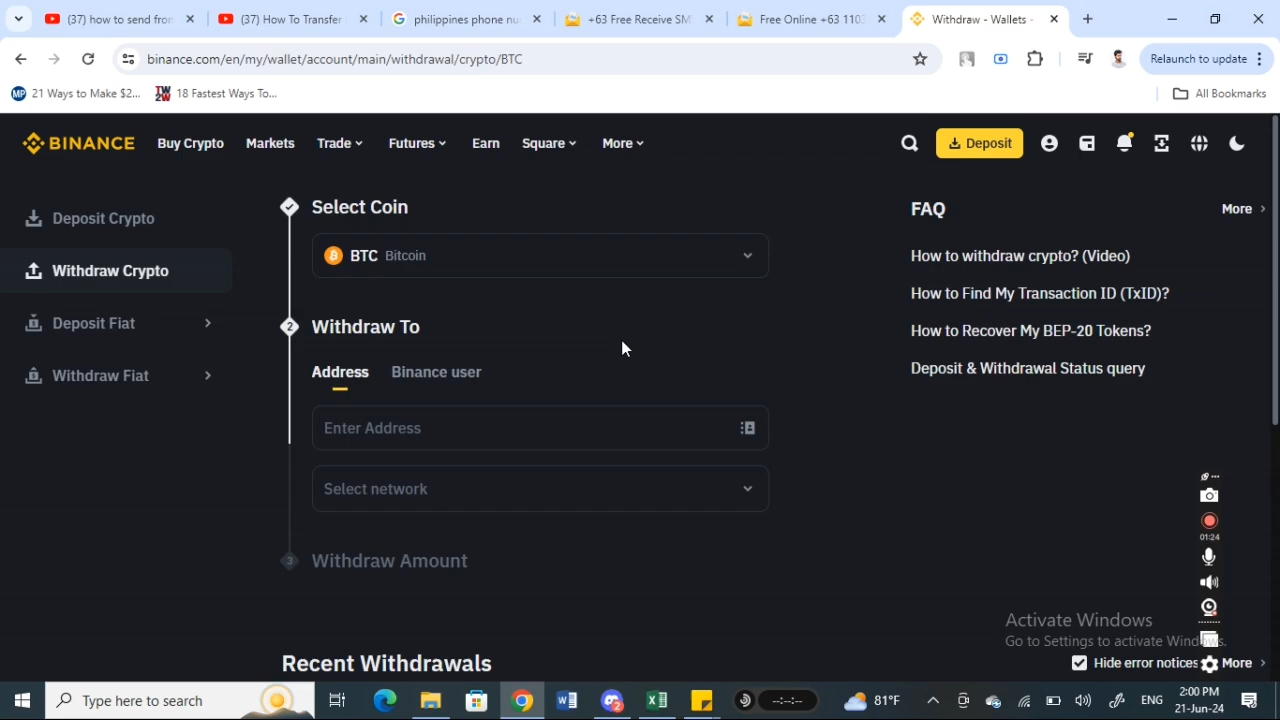 (37) how to send fron
(37) How To Transfer
philippines phone nu
+63 Free Receive SM
Free Online +63 1103
Withdraw - Wallets -
binance.com/en/my/wallet/account/main/withdrawal/crypto/BTC
Relaunch to update
21 Ways to Make $2...
18 Fastest Ways To...
All Bookmarks
BINANCE
Buy Crypto
Markets
Trade
Futures
Earn
Square
More
Deposit
Deposit Crypto
Withdraw Crypto
Deposit Fiat
Withdraw Fiat
Select Coin
BTC Bitcoin
2 Withdraw To
Address Binance user
Enter Address
Select network
3 Withdraw Amount
FAQ
More
How to withdraw crypto? (Video)
How to Find My Transaction ID (TxID)?
How to Recover My BEP-20 Tokens?
Deposit & Withdrawal Status query
01:24
Activate Windows
Go to Settings to activate Windows.
Recent Withdrawals
Hide error notices
More
Type here to search
--:--:--
81°F
ENG
2:00 PM
21-Jun-24